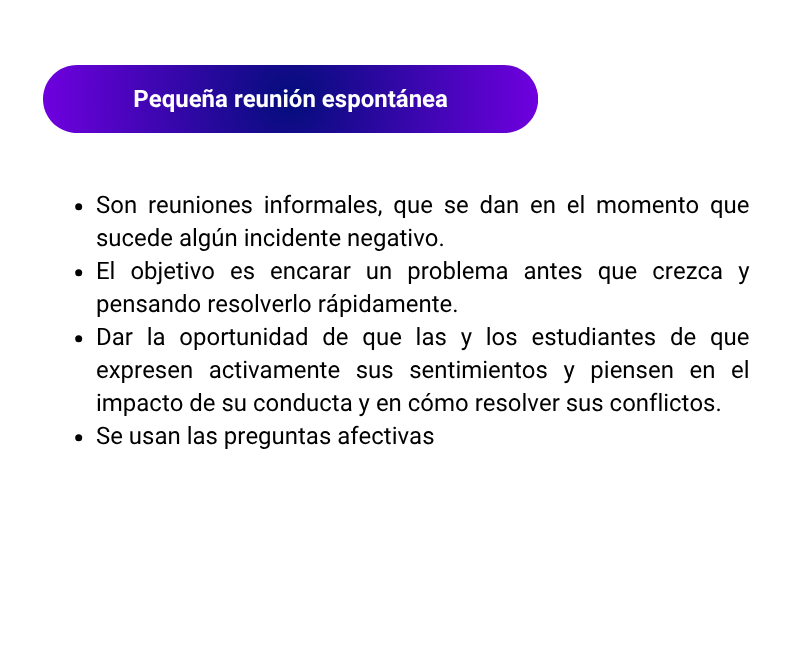 Pequeña reunión espontánea
• Son reuniones informales, que se dan en el momento que
sucede algún incidente negativo.
• El objetivo es encarar un problema antes que crezca y
pensando resolverlo rápidamente.
• Dar la oportunidad de que las y los estudiantes de que
expresen activamente sus sentimientos y piensen en el
impacto de su conducta y en cómo resolver sus conflictos.
• Se usan las preguntas afectivas